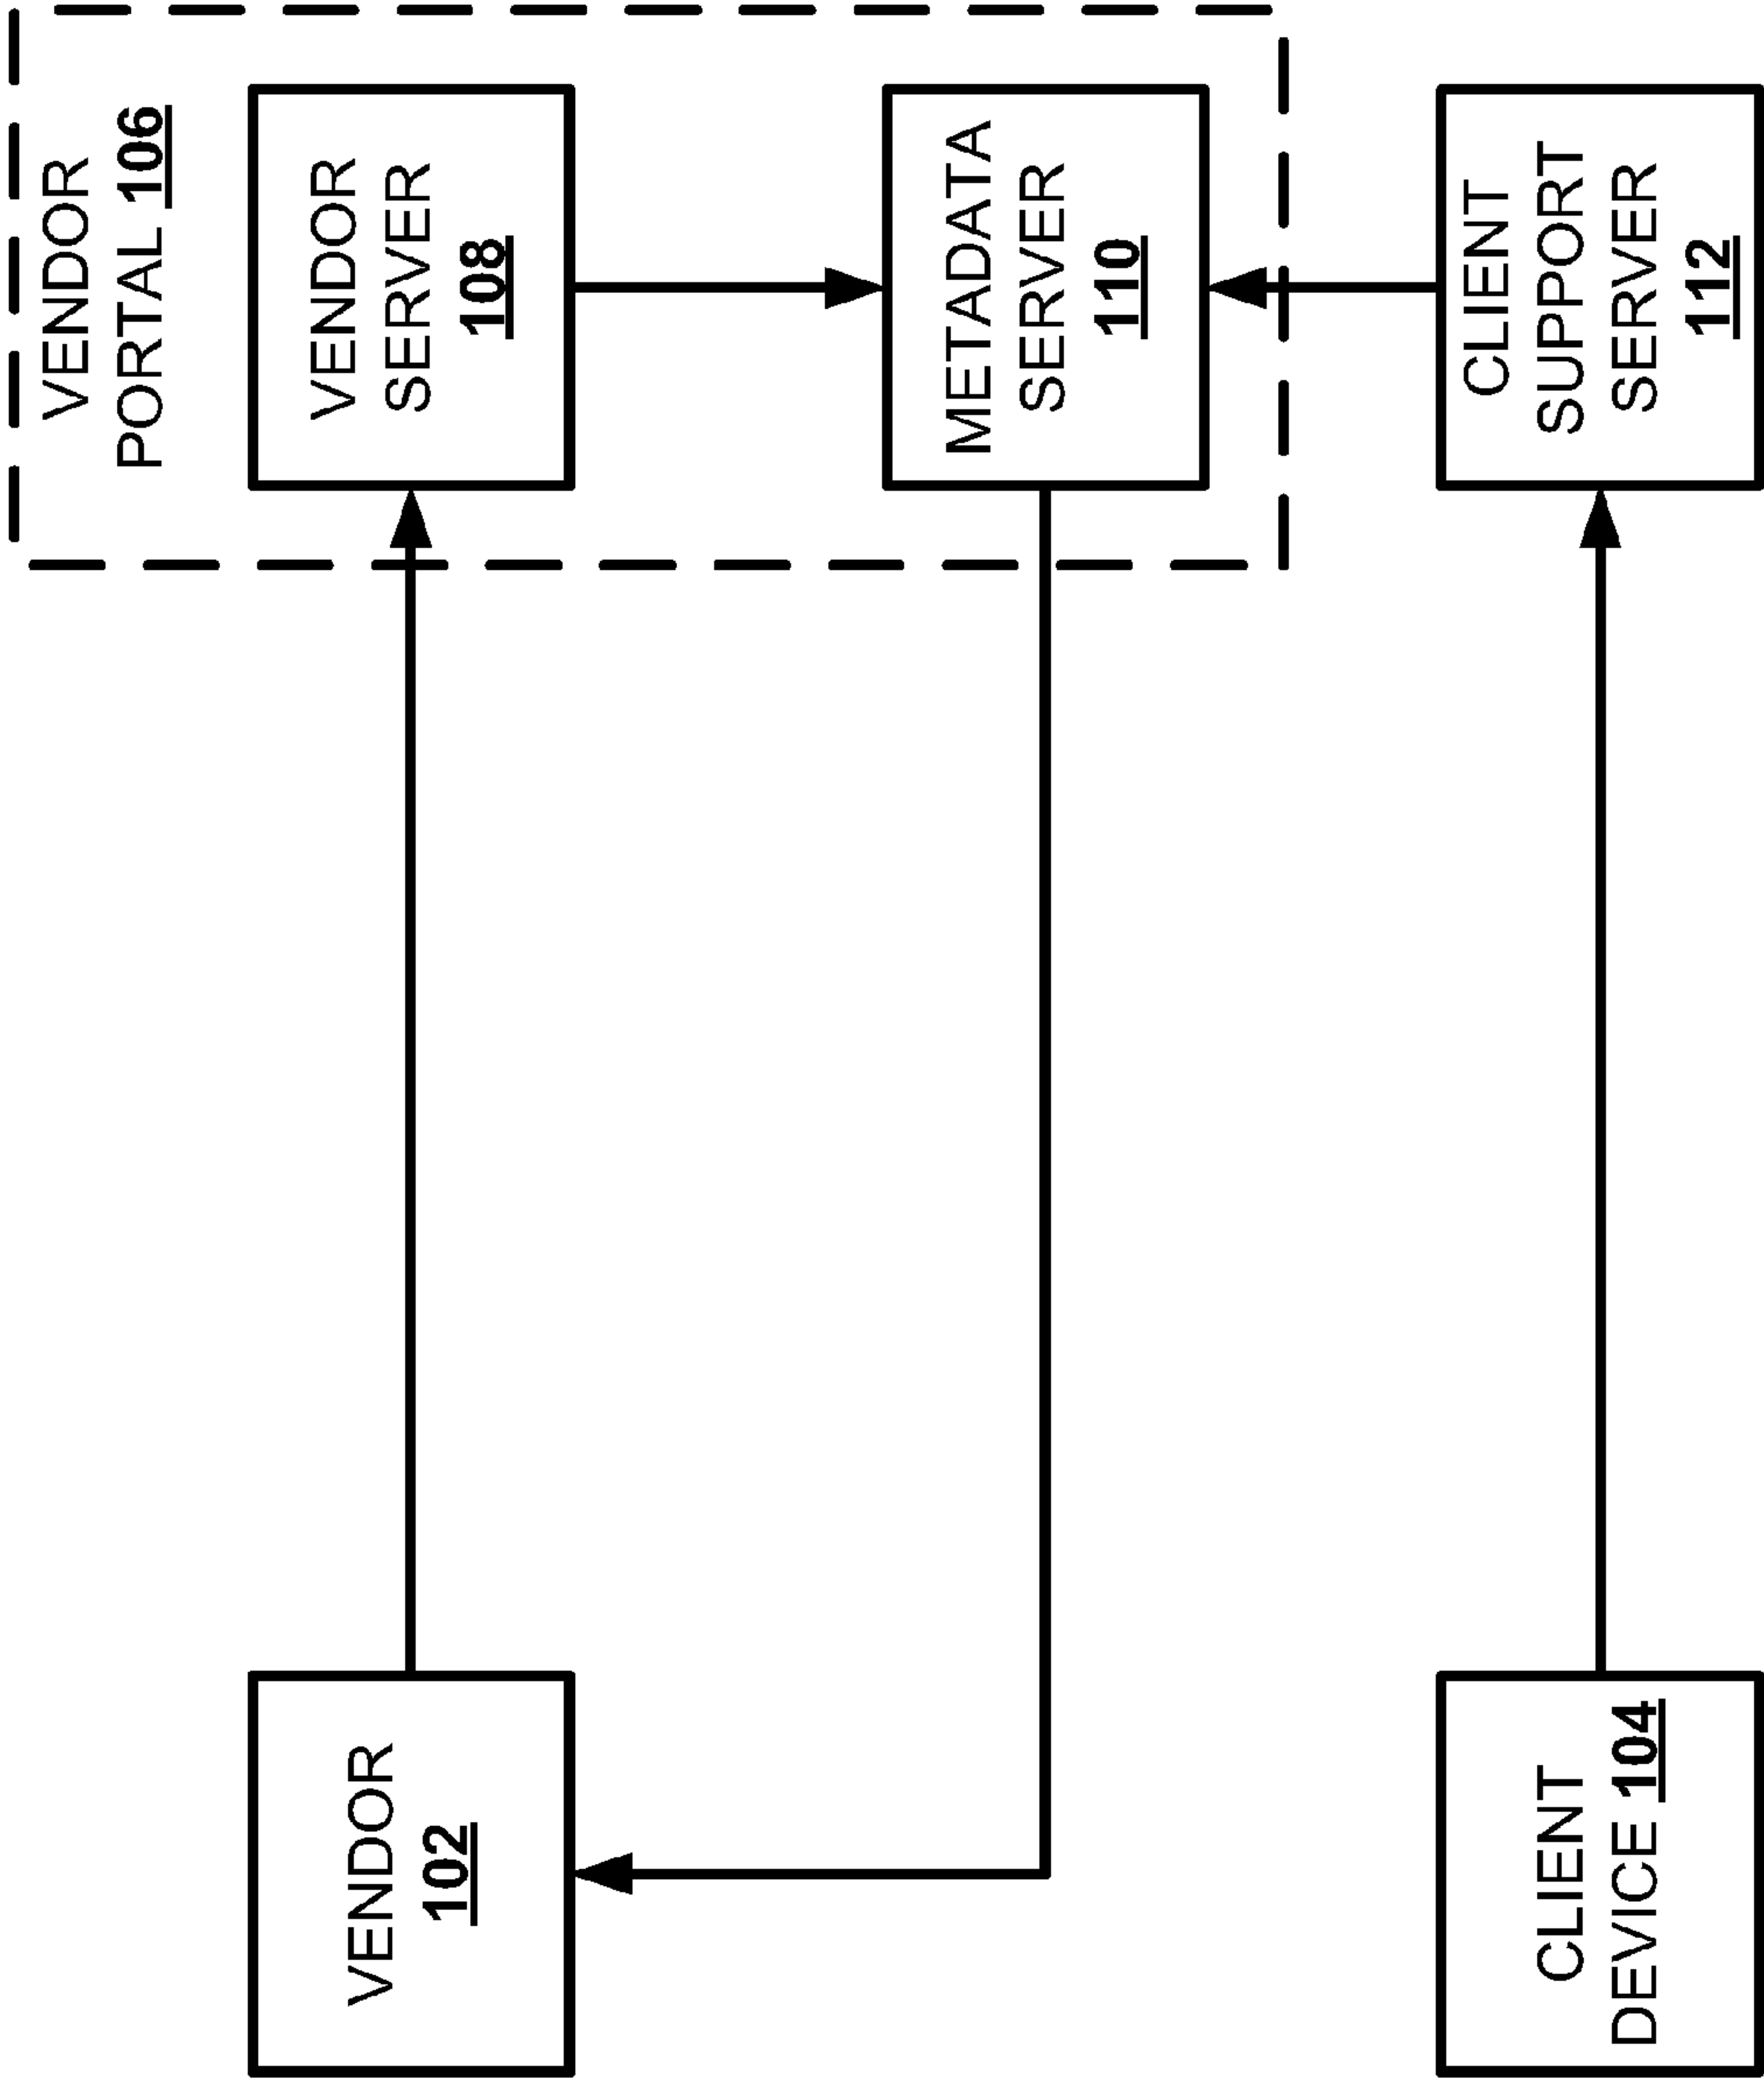 VENDOR
PORTAL 106
VENDOR
102
VENDOR
SERVER
108
METADATA
SERVER
110
CLIENT
DEVICE 104
CLIENT
SUPPORT
SERVER
112